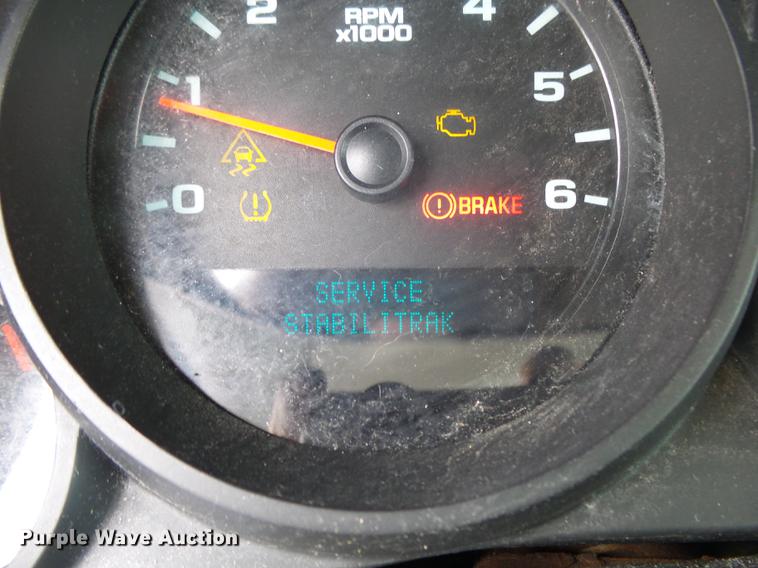 2 4
RPM
x1000
1 5
0 6
BRAKE
SERVICE
STABILITRAK
Purple Wave Auction